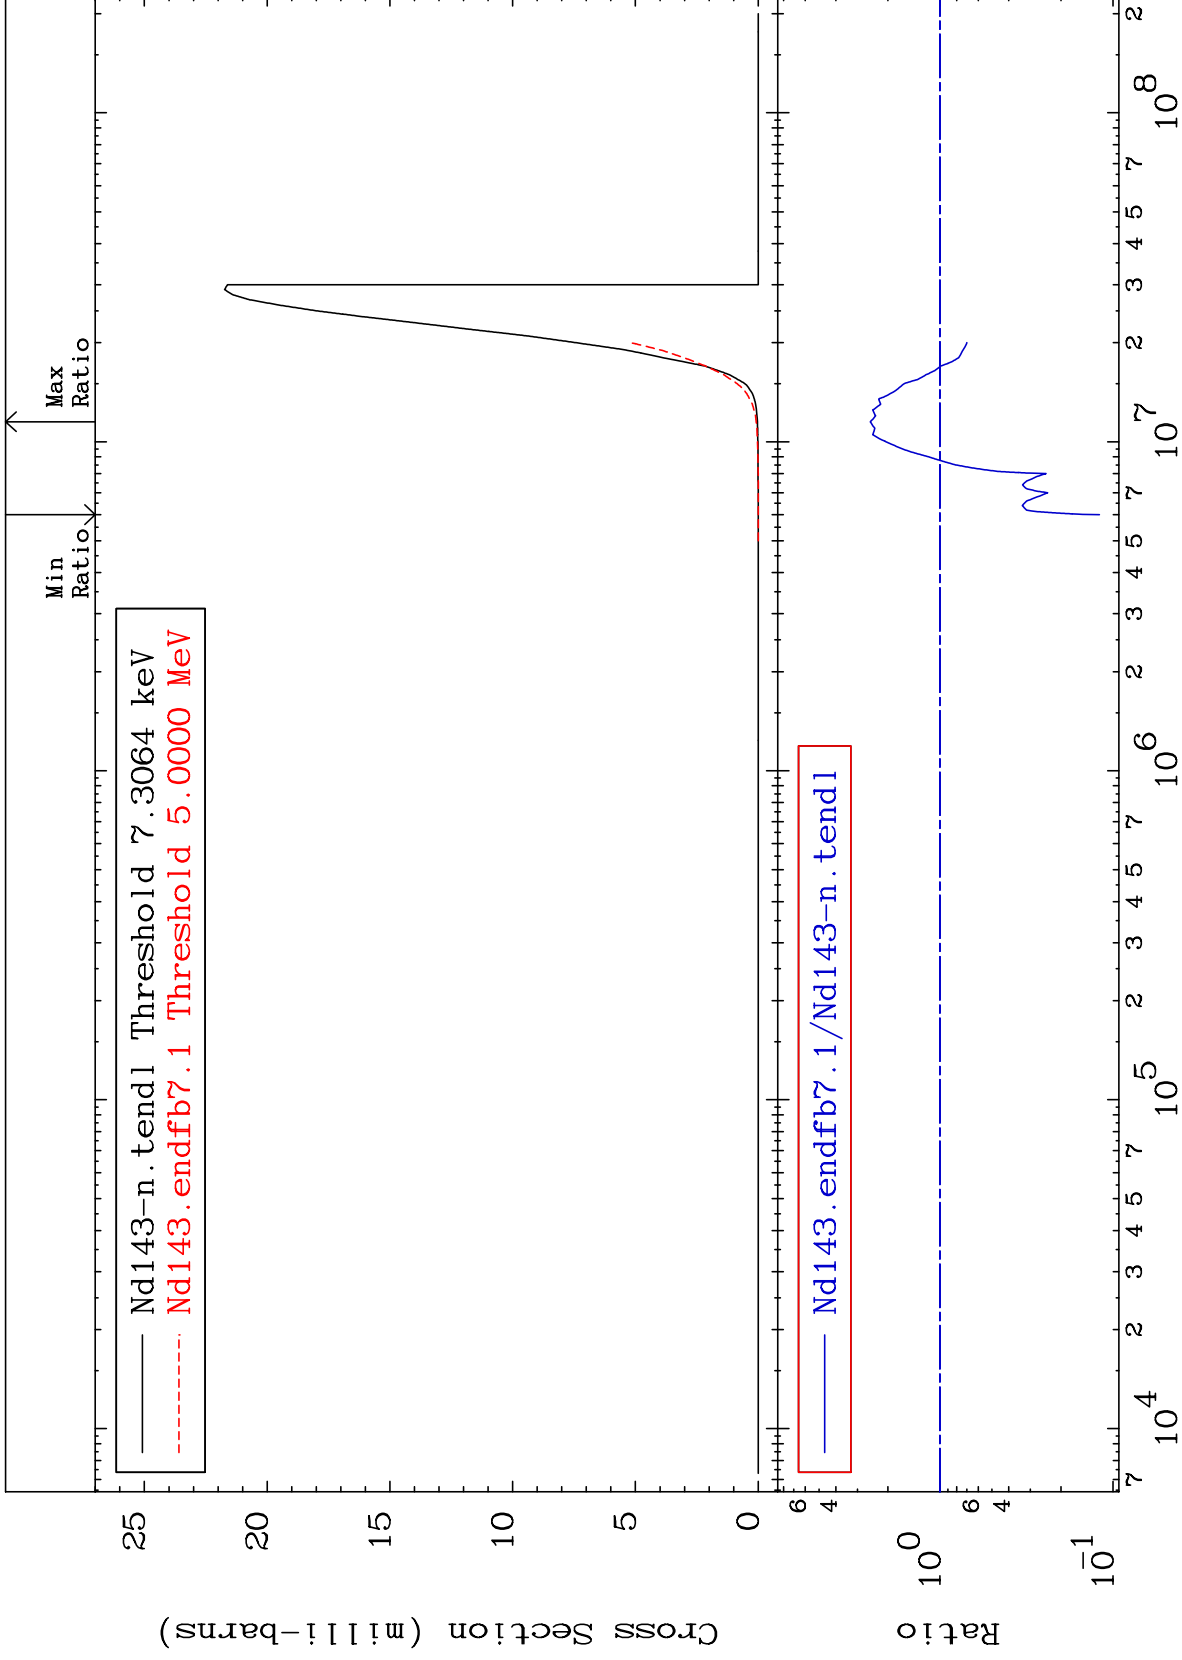 Min
Ratio
Max
Ratio
Nd143-n.tendl Threshold 7.3064 keV
Nd143.endfb7.1 Threshold 5.0000 MeV
25
20
15
10
5
0
Cross Section (milli-barns)
Nd143.endfb7.1/Nd143-n.tendl
6
4
10^0
6
4
10^-1
Ratio
7 10^4 2 3 4 5 7 10^5 2 3 4 5 7 10^6 2 3 4 5 7 10^7 2 3 4 5 7 10^8 2